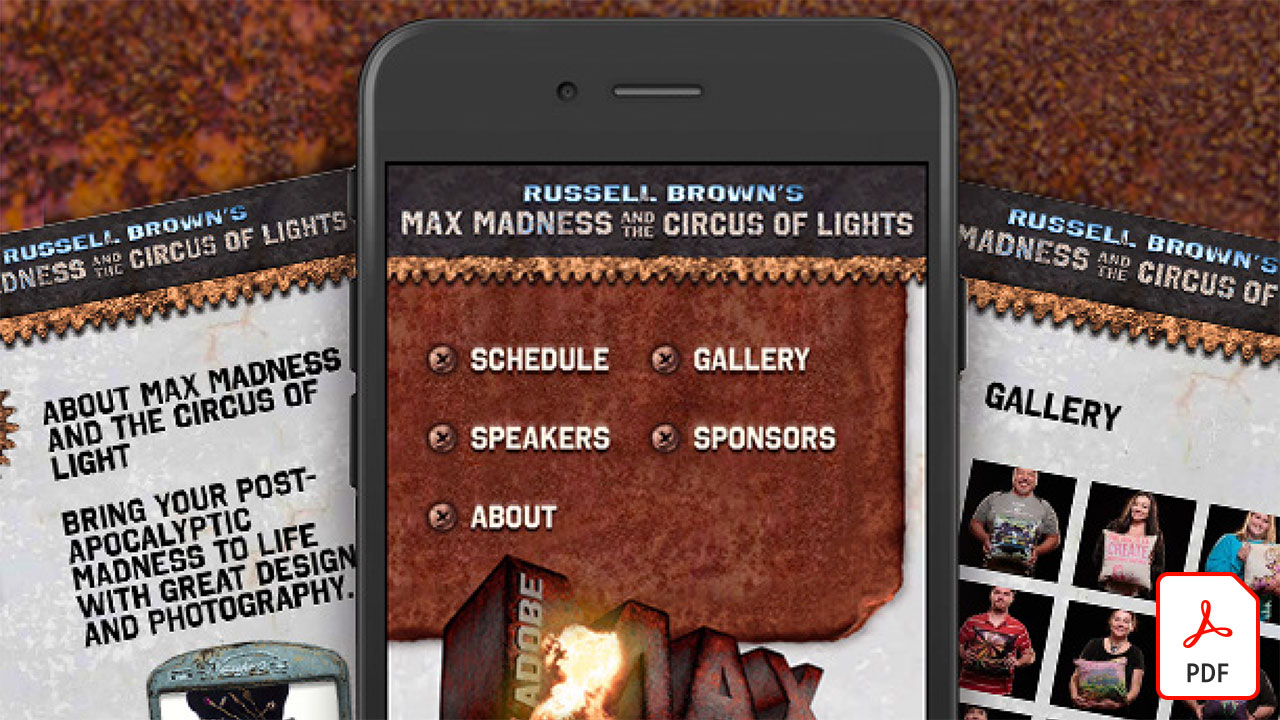 RUSSELL BROWN'S
DNESS AND THE CIRCUS OF LIGHTS
ABOUT MAX MADNESS
AND THE CIRCUS OF
LIGHT
BRING YOUR POST-
APOCALYPTIC
MADNESS TO LIFE
WITH GREAT DESIGN
AND PHOTOGRAPHY.
RUSSELL BROWN'S
MAX MADNESS AND THE CIRCUS OF LIGHTS
SCHEDULE
GALLERY
SPEAKERS
SPONSORS
ABOUT
ADOBE
MAX
RUSSELL BROWN'S
MADNESS AND THE CIRCUS OF
GALLERY
CREATE
PDF